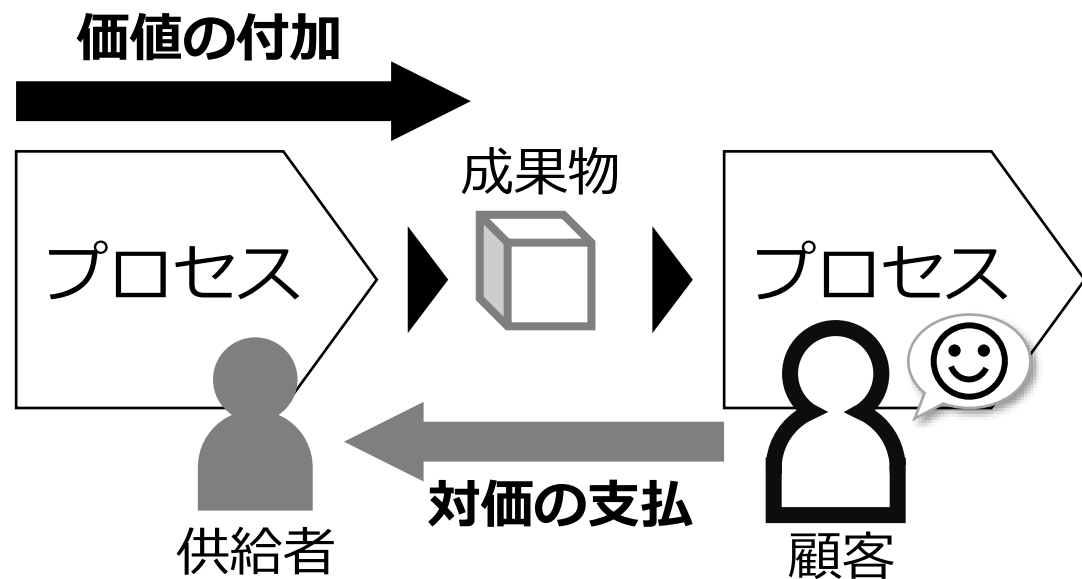 価値の付加
成果物
プロセス
プロセス
対価の支払
供給者
顧客